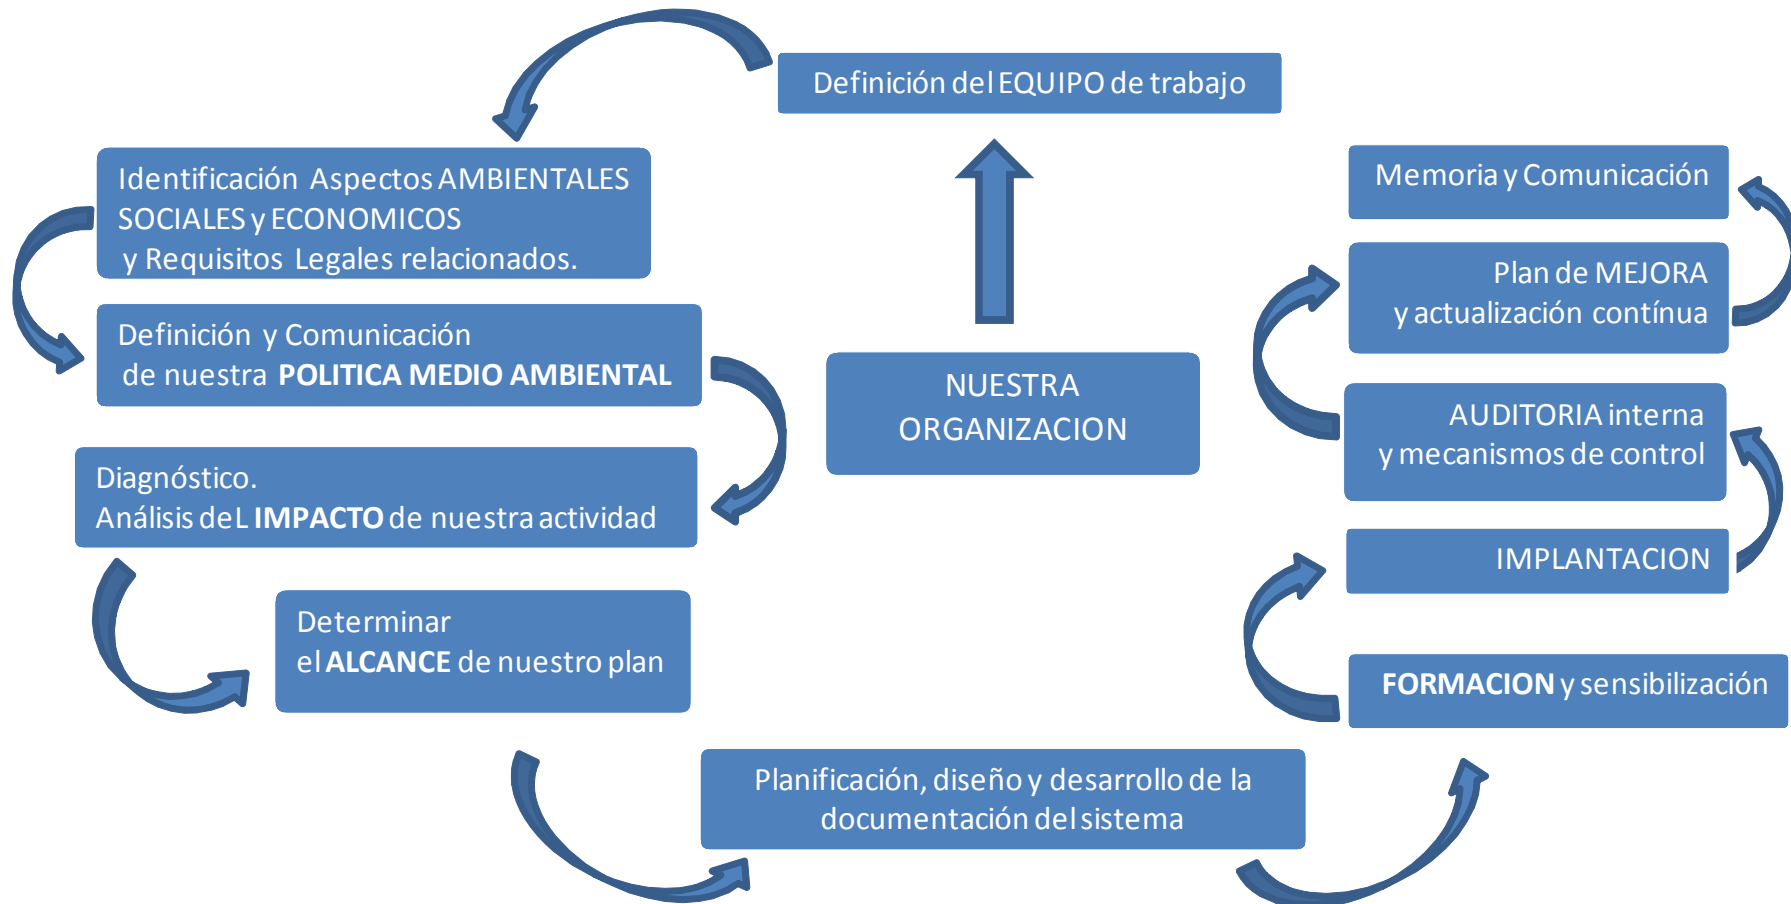 Definición del EQUIPO de trabajo
Identificación Aspectos AMBIENTALES
SOCIALES y ECONOMICOS
y Requisitos Legales relacionados.
Definición y Comunicación
de nuestra POLITICA MEDIO AMBIENTAL
Diagnóstico.
Análisis deL IMPACTO de nuestra actividad
Determinar
el ALCANCE de nuestro plan
Planificación, diseño y desarrollo de la
documentación del sistema
NUESTRA
ORGANIZACION
Memoria y Comunicación
Plan de MEJORA
y actualización contínua
AUDITORIA interna
y mecanismos de control
IMPLANTACION
FORMACION y sensibilización